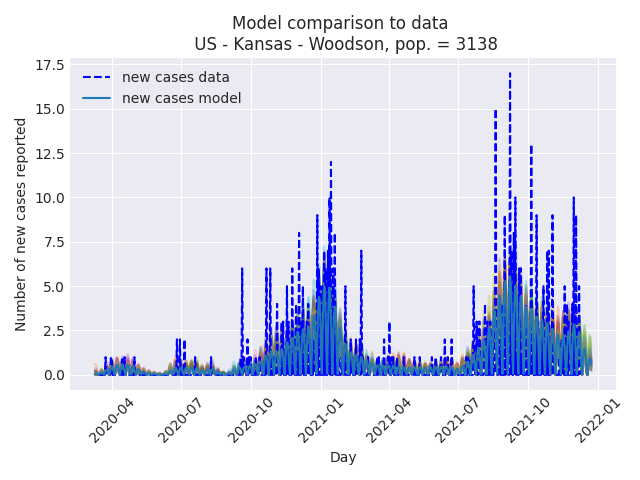 Model comparison to data
US - Kansas - Woodson, pop. = 3138
17.5
15.0
12.5
10.0
7.5
5.0
2.5
0.0
Number of new cases reported
new cases data
new cases model
2020-04
2020-07
2020-10
2021-01
2021-04
2021-07
2021-10
2022-01
Day